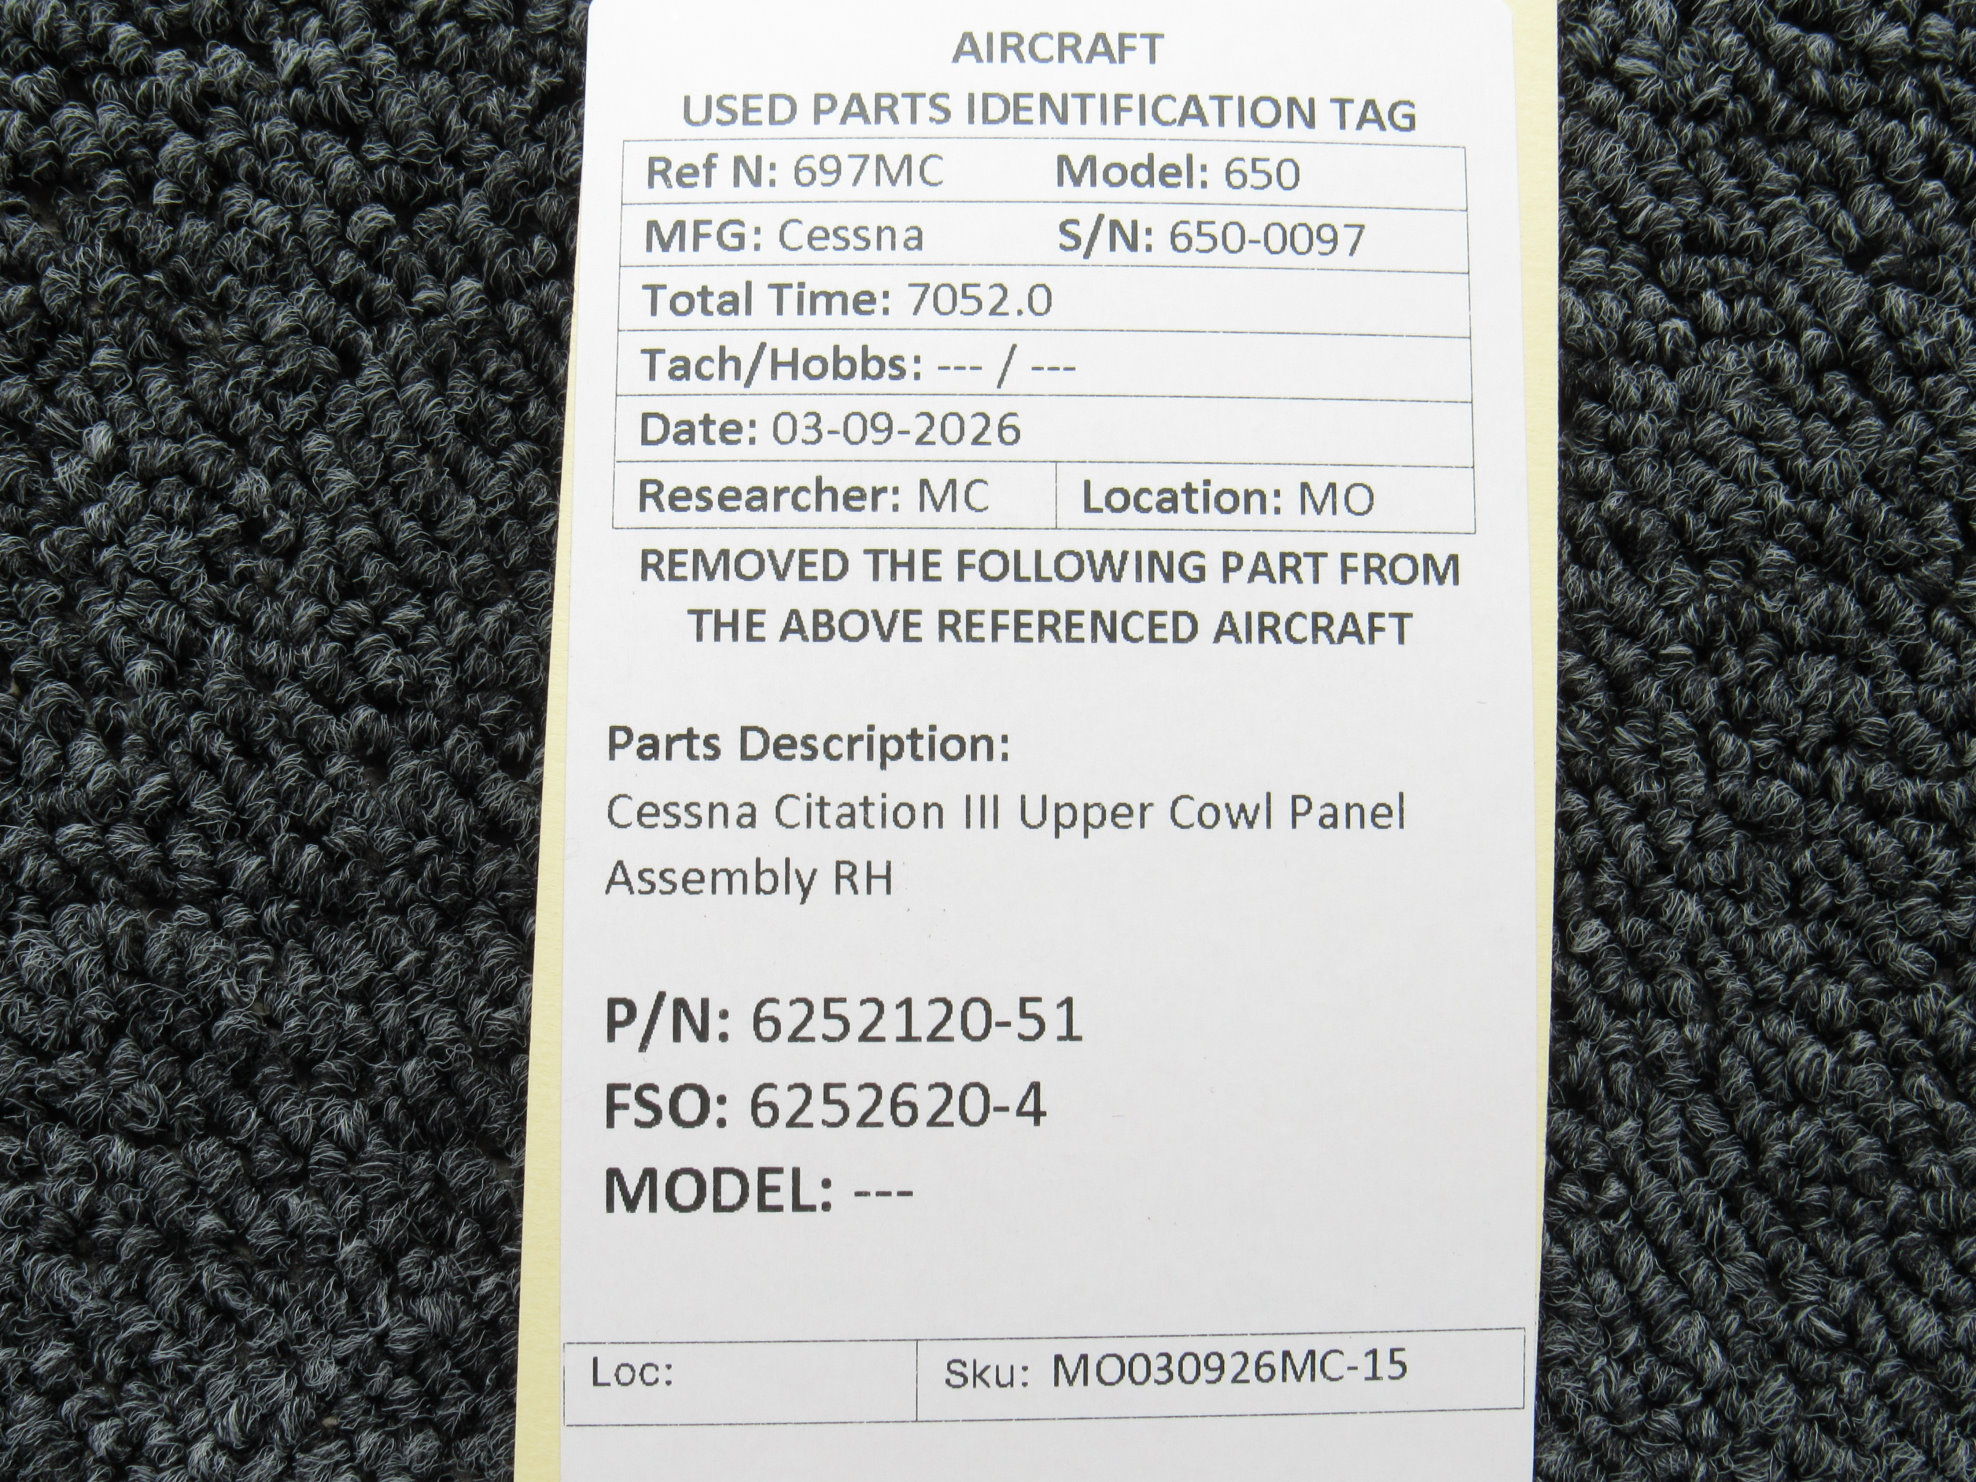 AIRCRAFT
USED PARTS IDENTIFICATION TAG
Ref N: 697MC Model: 650
MFG: Cessna S/N: 650-0097
Total Time: 7052.0
Tach/Hobbs: --- / ---
Date: 03-09-2026
Researcher: MC Location: MO
REMOVED THE FOLLOWING PART FROM
THE ABOVE REFERENCED AIRCRAFT
Parts Description:
Cessna Citation III Upper Cowl Panel
Assembly RH
P/N: 6252120-51
FSO: 6252620-4
MODEL: ---
Loc: Sku: MO030926MC-15